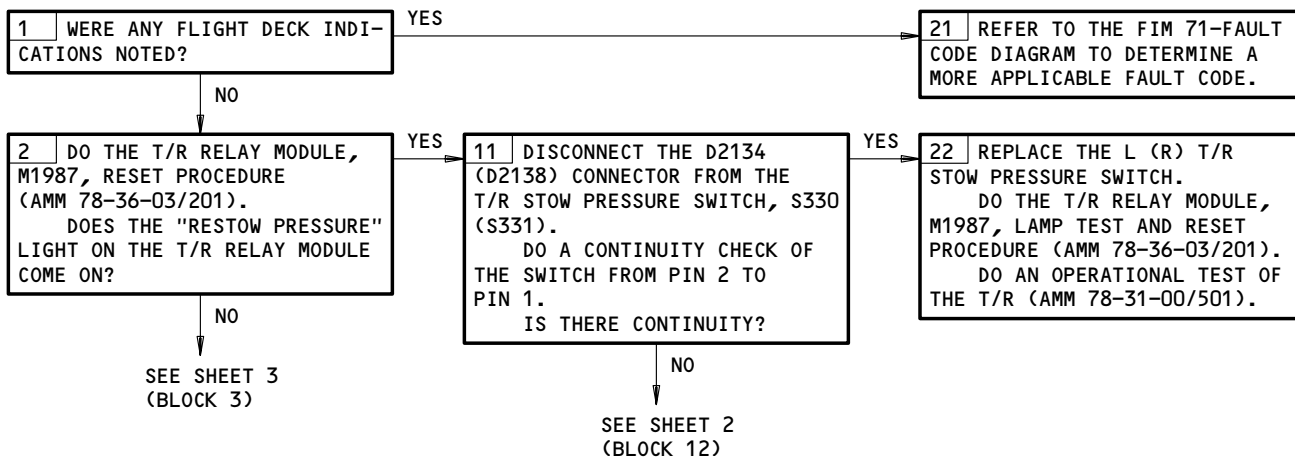 1 WERE ANY FLIGHT DECK INDI-
CATIONS NOTED?
YES
21 REFER TO THE FIM 71-FAULT
CODE DIAGRAM TO DETERMINE A
MORE APPLICABLE FAULT CODE.
NO
2 DO THE T/R RELAY MODULE,
M1987, RESET PROCEDURE
(AMM 78-36-03/201).
DOES THE "RESTOW PRESSURE"
LIGHT ON THE T/R RELAY MODULE
COME ON?
YES
11 DISCONNECT THE D2134
(D2138) CONNECTOR FROM THE
T/R STOW PRESSURE SWITCH, S330
(S331).
DO A CONTINUITY CHECK OF
THE SWITCH FROM PIN 2 TO
PIN 1.
IS THERE CONTINUITY?
YES
22 REPLACE THE L (R) T/R
STOW PRESSURE SWITCH.
DO THE T/R RELAY MODULE,
M1987, LAMP TEST AND RESET
PROCEDURE (AMM 78-36-03/201).
DO AN OPERATIONAL TEST OF
THE T/R (AMM 78-31-00/501).
NO
SEE SHEET 3
(BLOCK 3)
NO
SEE SHEET 2
(BLOCK 12)